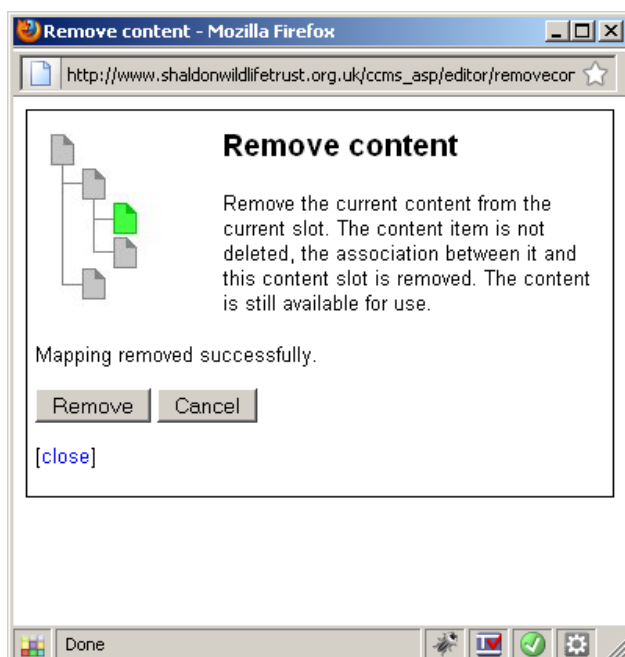 Remove content - Mozilla Firefox
http://www.shaldonwildlifetrust.org.uk/ccms_asp/editor/removecor
Remove content
Remove the current content from the
current slot. The content item is not
deleted, the association between it and
this content slot is removed. The content
is still available for use.
Mapping removed successfully.
Remove Cancel
[close]
Done